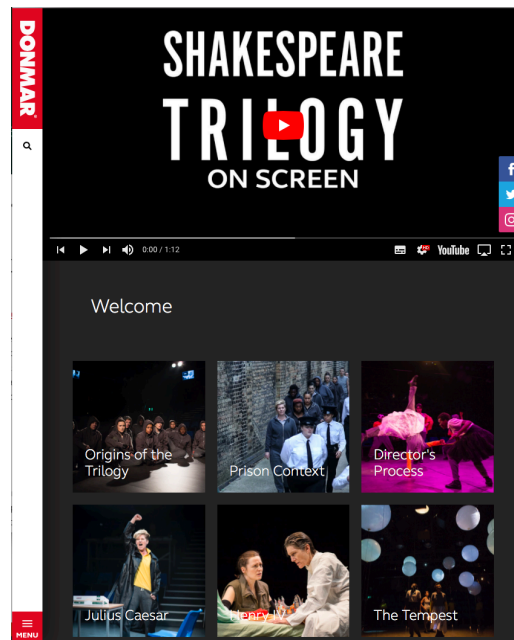 DONMAR
SHAKESPEARE
TRILOGY
ON SCREEN
0:00 / 1:12
HD
YouTube
Welcome
Origins of the
Trilogy
Prison Context
Director's
Process
Julius Caesar
Henry IV
The Tempest
MENU